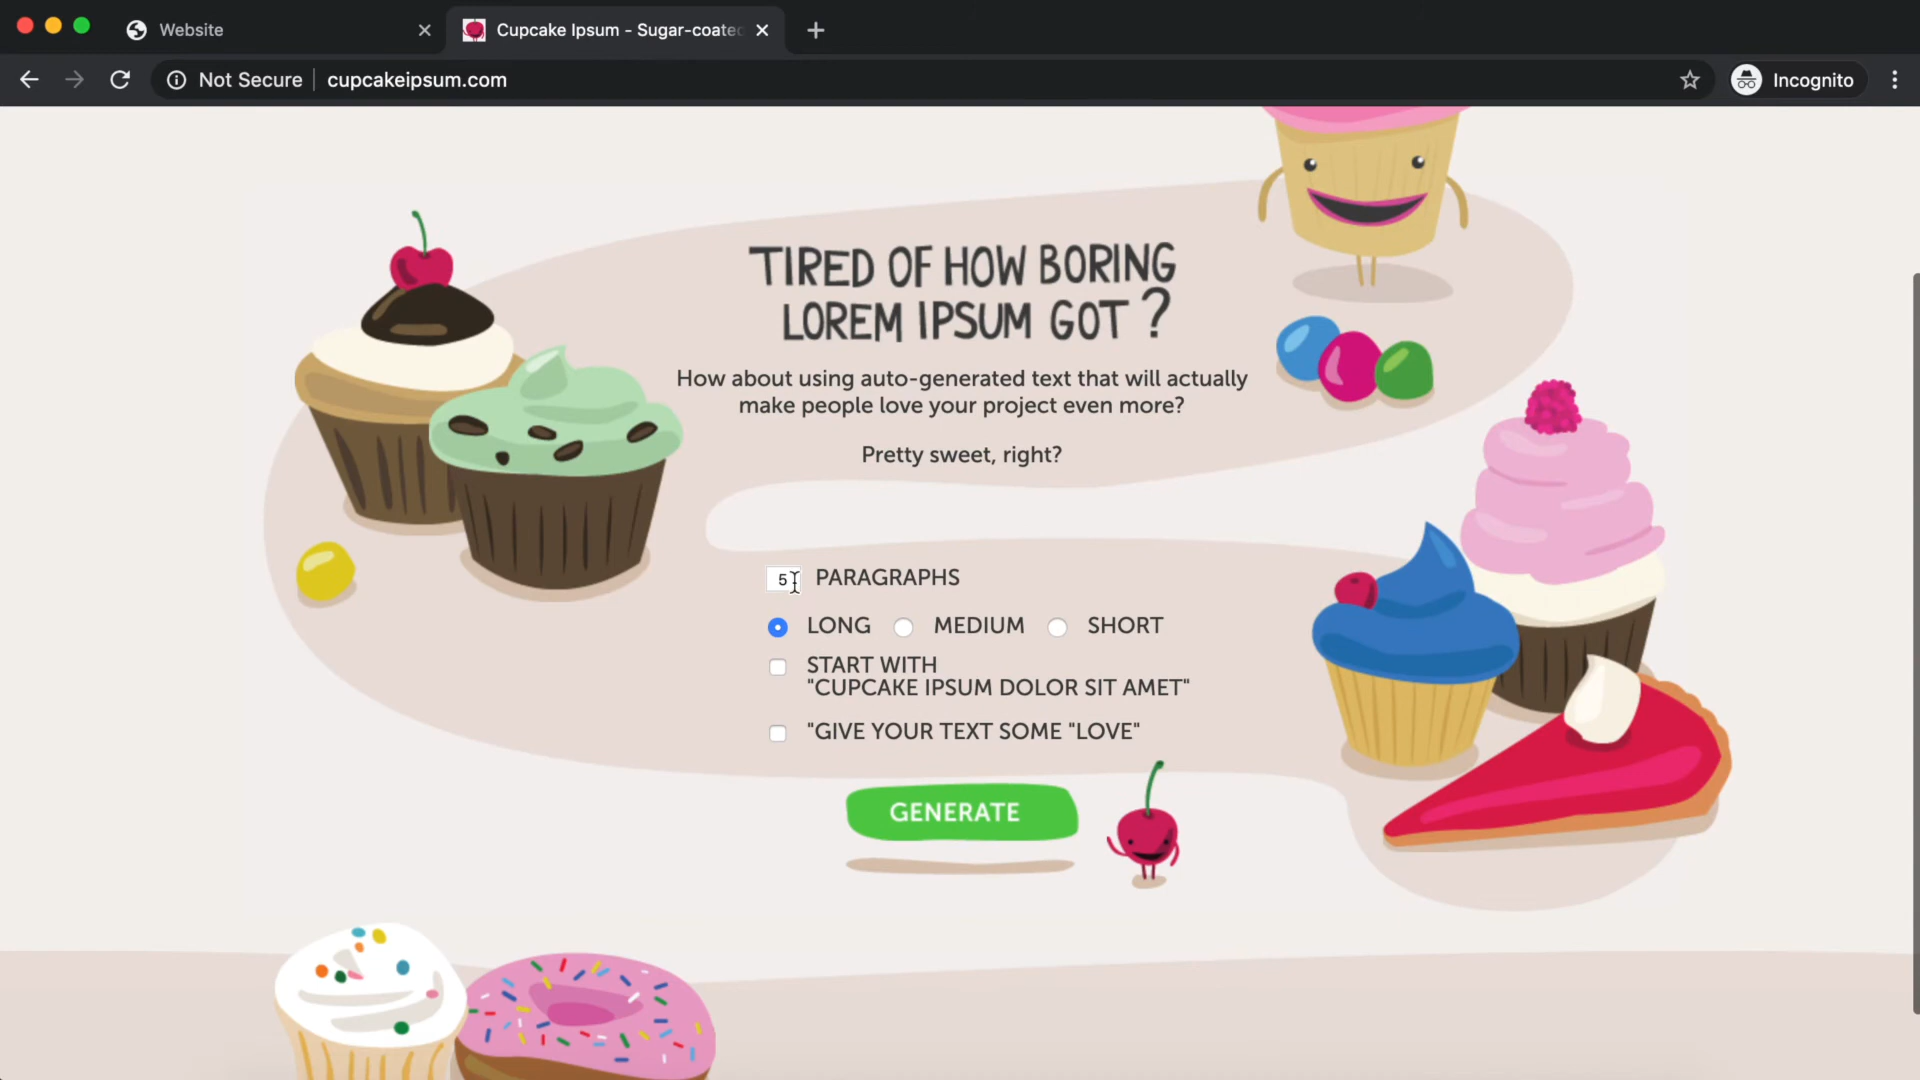 Website
Cupcake Ipsum - Sugar-coated
Not Secure
cupcakeipsum.com
Incognito
TIRED OF HOW BORING
LOREM IPSUM GOT ?
How about using auto-generated text that will actually
make people love your project even more?
Pretty sweet, right?
5 PARAGRAPHS
LONG MEDIUM SHORT
START WITH
"CUPCAKE IPSUM DOLOR SIT AMET"
"GIVE YOUR TEXT SOME "LOVE"
GENERATE